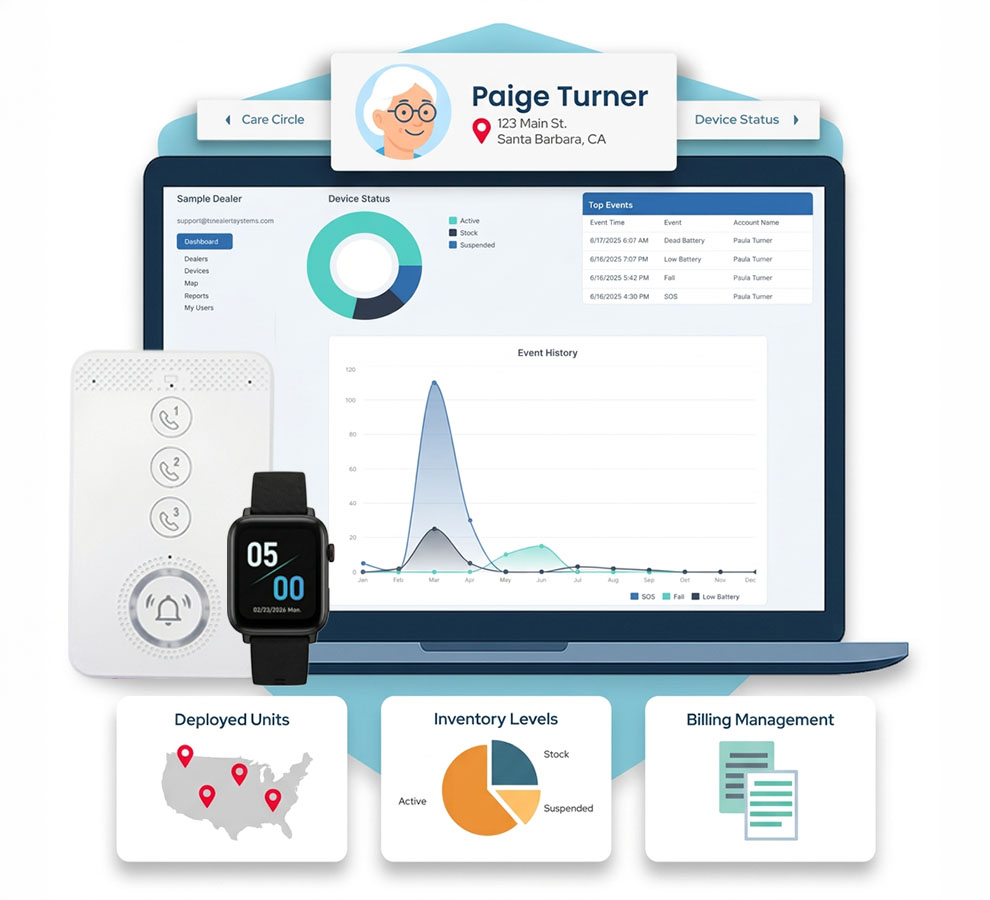 Paige Turner
123 Main St.
Santa Barbara, CA
Care Circle
Device Status
Sample Dealer
support@tcnealertaystems.com
Dashboard
Dealers
Devices
Map
Reports
My Users
Device Status
Active
Stock
Suspended
Top Events
Event Time Event Account Name
6/17/2025 6:07 AM Dead Battery Paula Turner
6/16/2025 7:07 PM Low Battery Paula Turner
6/16/2025 5:42 PM Fall Paula Turner
6/16/2025 4:30 PM SOS Paula Turner
Event History
120
100
80
60
40
20
0
Jan Feb Mar Apr May Jun Jul Aug Sep Oct Nov Dec
SOS Fall Low Battery
1
2
3
05
00
02/23/2026 Mon.
Deployed Units
Inventory Levels
Stock
Active
Suspended
Billing Management